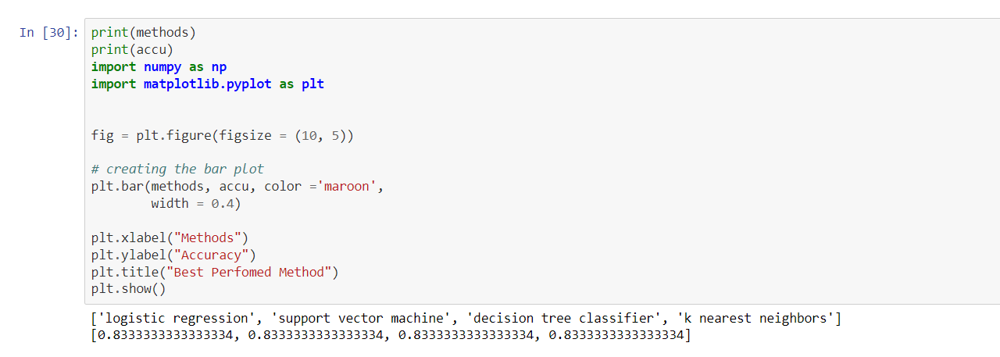 In [30]: print(methods)
print(accu)
import numpy as np
import matplotlib.pyplot as plt
fig = plt.figure(figsize = (10, 5))
# creating the bar plot
plt.bar(methods, accu, color ='maroon',
        width = 0.4)
plt.xlabel("Methods")
plt.ylabel("Accuracy")
plt.title("Best Perfomed Method")
plt.show()
['logistic regression', 'support vector machine', 'decision tree classifier', 'k nearest neighbors']
[0.8333333333333334, 0.8333333333333334, 0.8333333333333334, 0.8333333333333334]